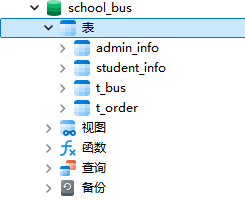 school_bus
表
admin_info
student_info
t_bus
t_order
视图
函数
查询
备份